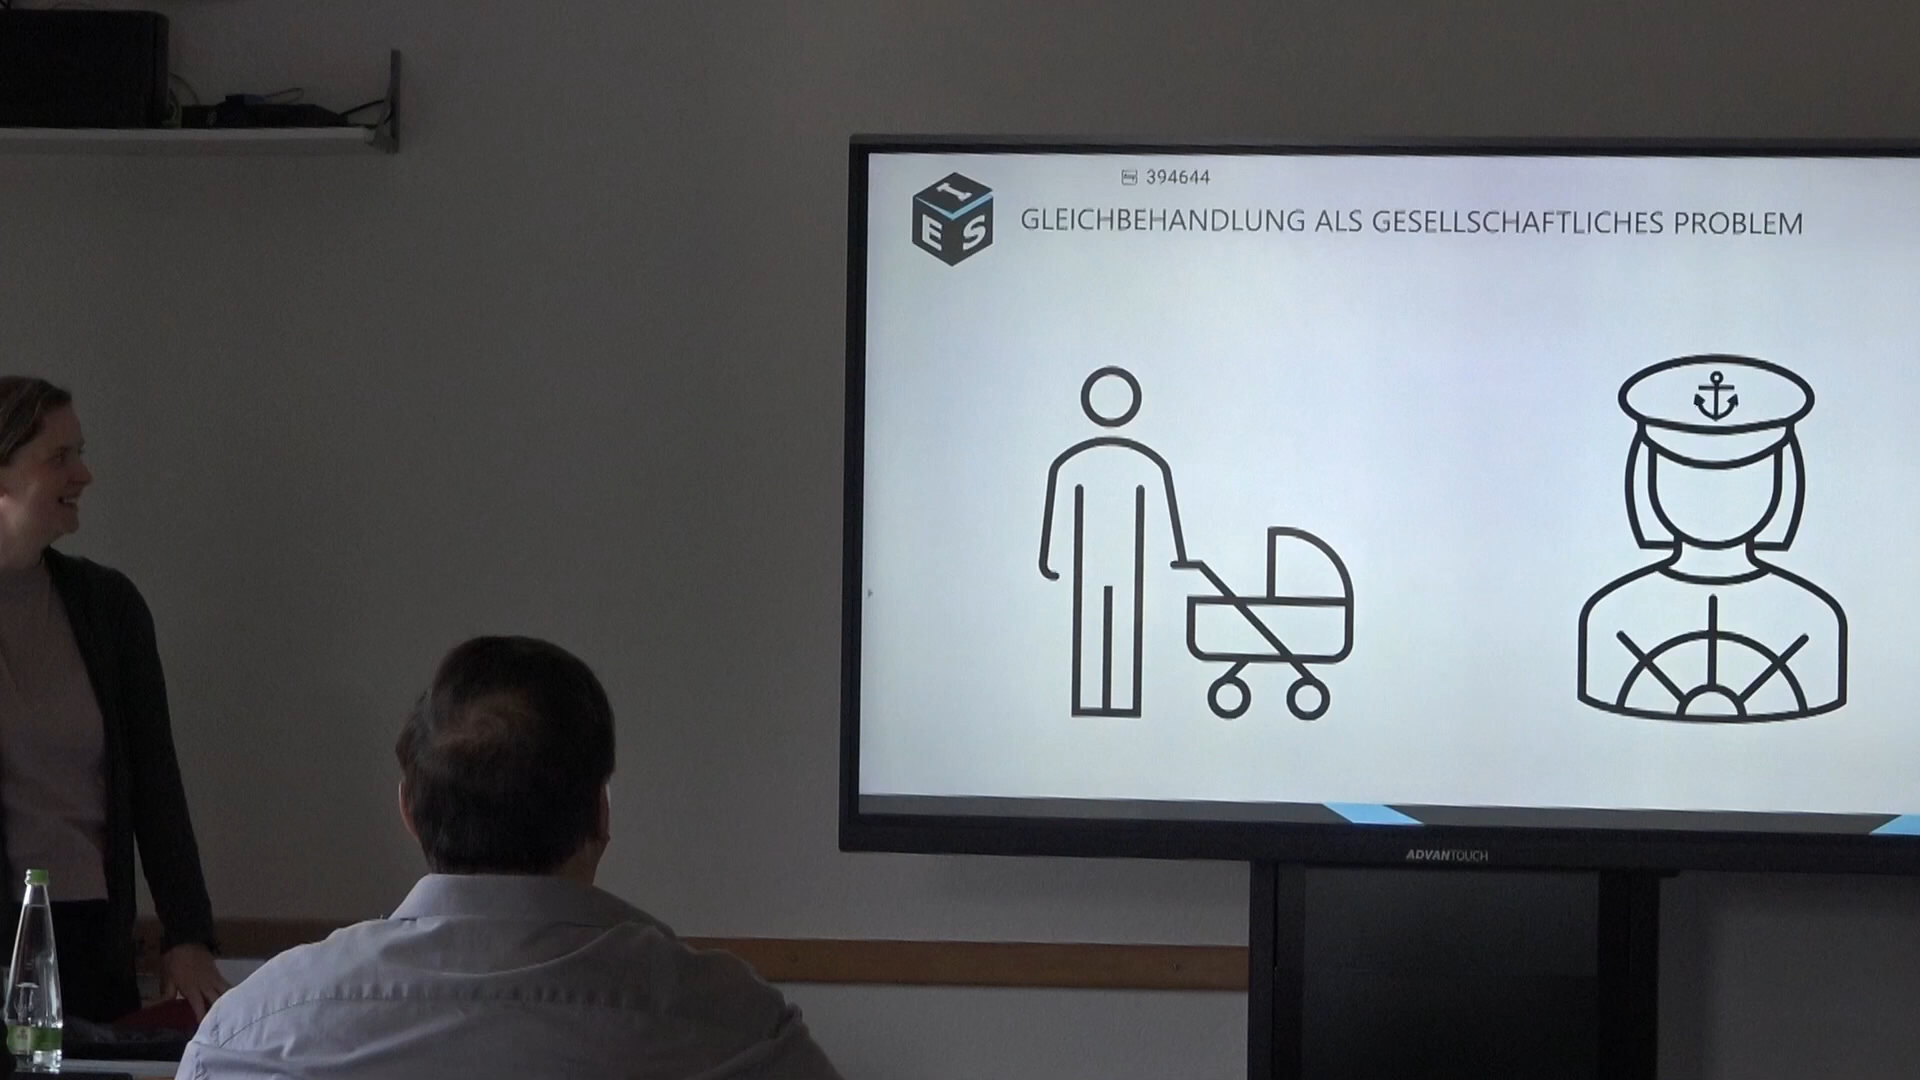 394644
GLEICHBEHANDLUNG ALS GESELLSCHAFTLICHES PROBLEM
I
E S
ADVANTOUCH